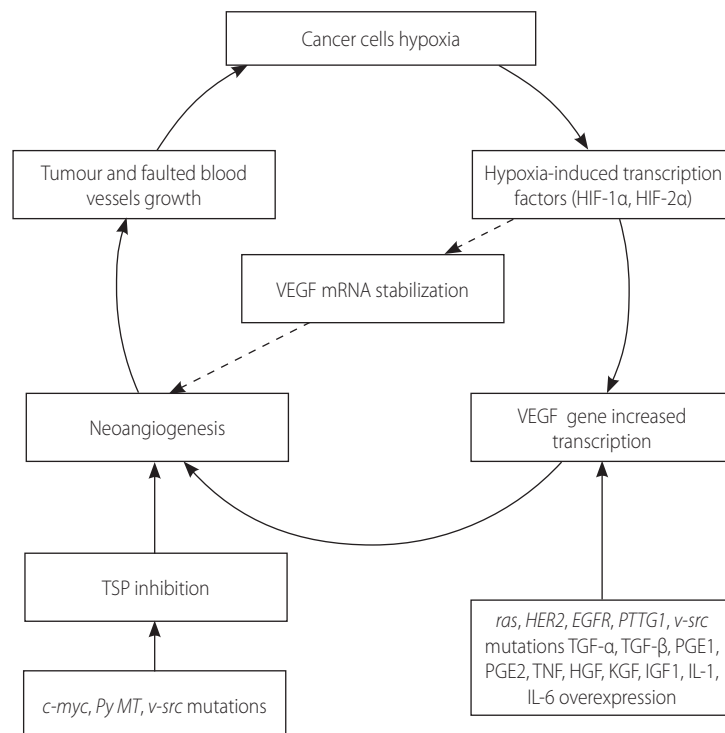 Cancer cells hypoxia
Tumour and faulted blood
vessels growth
Hypoxia-induced transcription
factors (HIF-1α, HIF-2α)
VEGF mRNA stabilization
Neoangiogenesis
VEGF gene increased
transcription
TSP inhibition
ras, HER2, EGFR, PTTG1, v-src
mutations TGF-α, TGF-β, PGE1,
PGE2, TNF, HGF, KGF, IGF1, IL-1,
IL-6 overexpression
c-myc, Py MT, v-src mutations